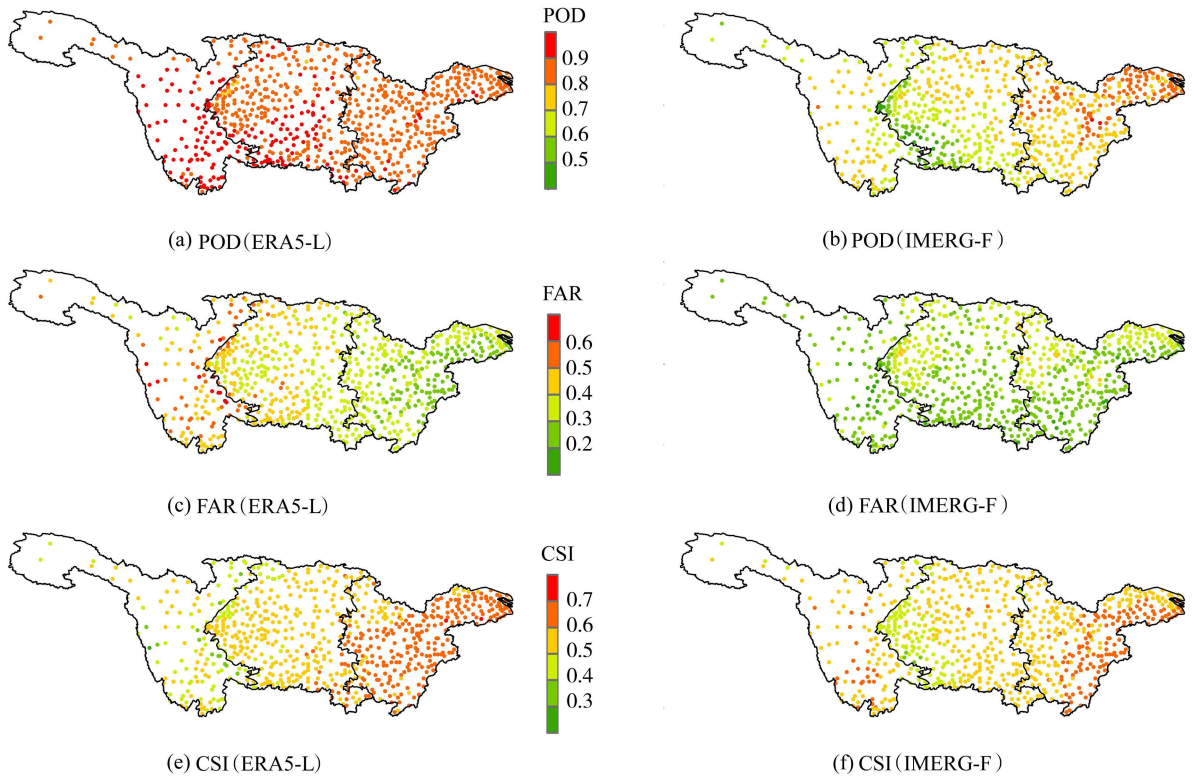 POD
0.9
0.8
0.7
0.6
0.5
(a) POD(ERA5-L)
(b) POD(IMERG-F)
FAR
0.6
0.5
0.4
0.3
0.2
(c) FAR(ERA5-L)
(d) FAR(IMERG-F)
CSI
0.7
0.6
0.5
0.4
0.3
(e) CSI(ERA5-L)
(f) CSI(IMERG-F)